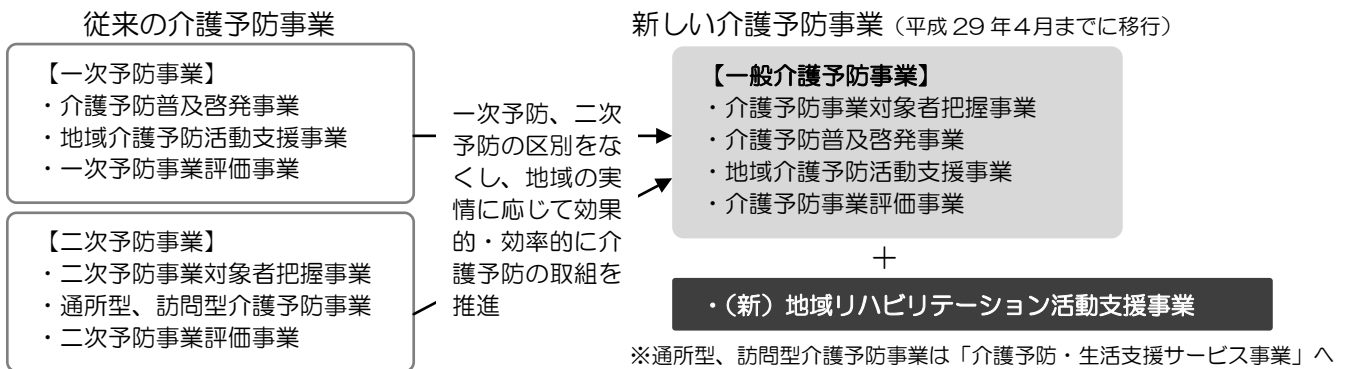 従来の介護予防事業
【一次予防事業】
・介護予防普及啓発事業
・地域介護予防活動支援事業
・一次予防事業評価事業
【二次予防事業】
・二次予防事業対象者把握事業
・通所型、訪問型介護予防事業
・二次予防事業評価事業
一次予防、二次
予防の区別をな
くし、地域の実
情に応じて効果
的・効率的に介
護予防の取組を
推進
新しい介護予防事業（平成29年4月までに移行）
【一般介護予防事業】
・介護予防事業対象者把握事業
・介護予防普及啓発事業
・地域介護予防活動支援事業
・介護予防事業評価事業
＋
・（新）地域リハビリテーション活動支援事業
※通所型、訪問型介護予防事業は「介護予防・生活支援サービス事業」へ